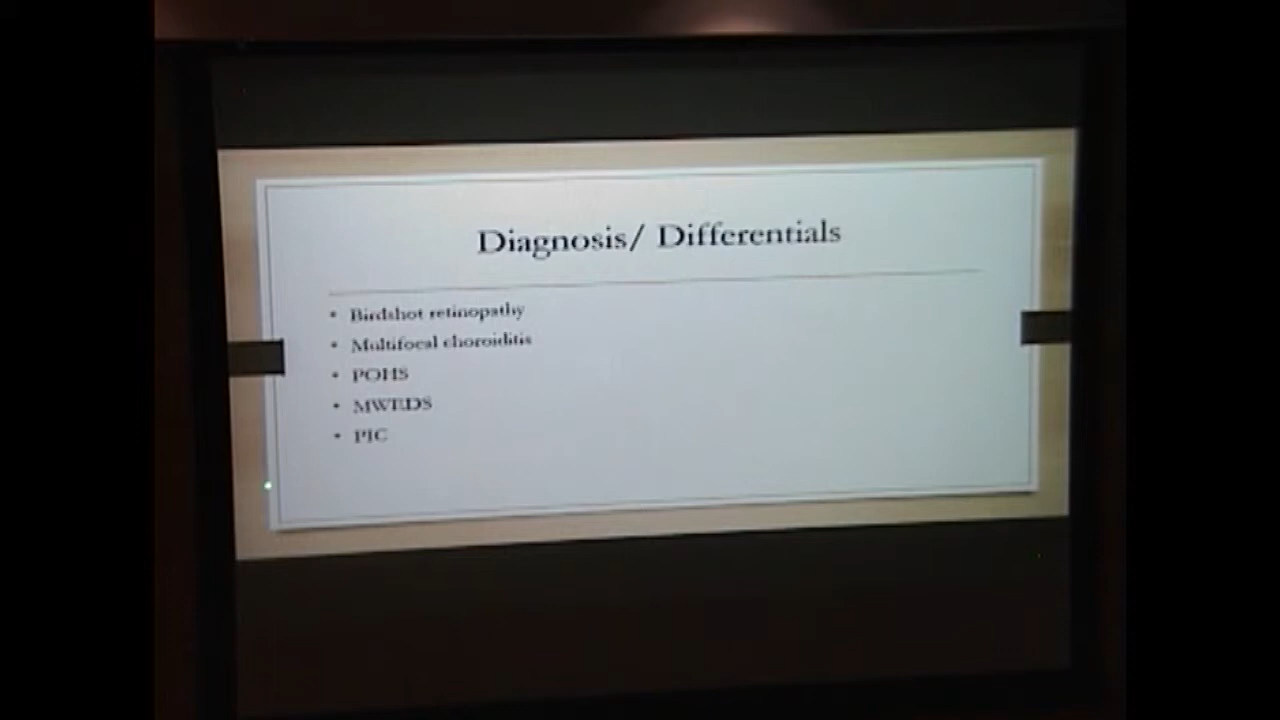 Diagnosis/ Differentials
• Birdshot retinopathy
• Multifocal choroiditis
• POHS
• MWEDS
• PIC